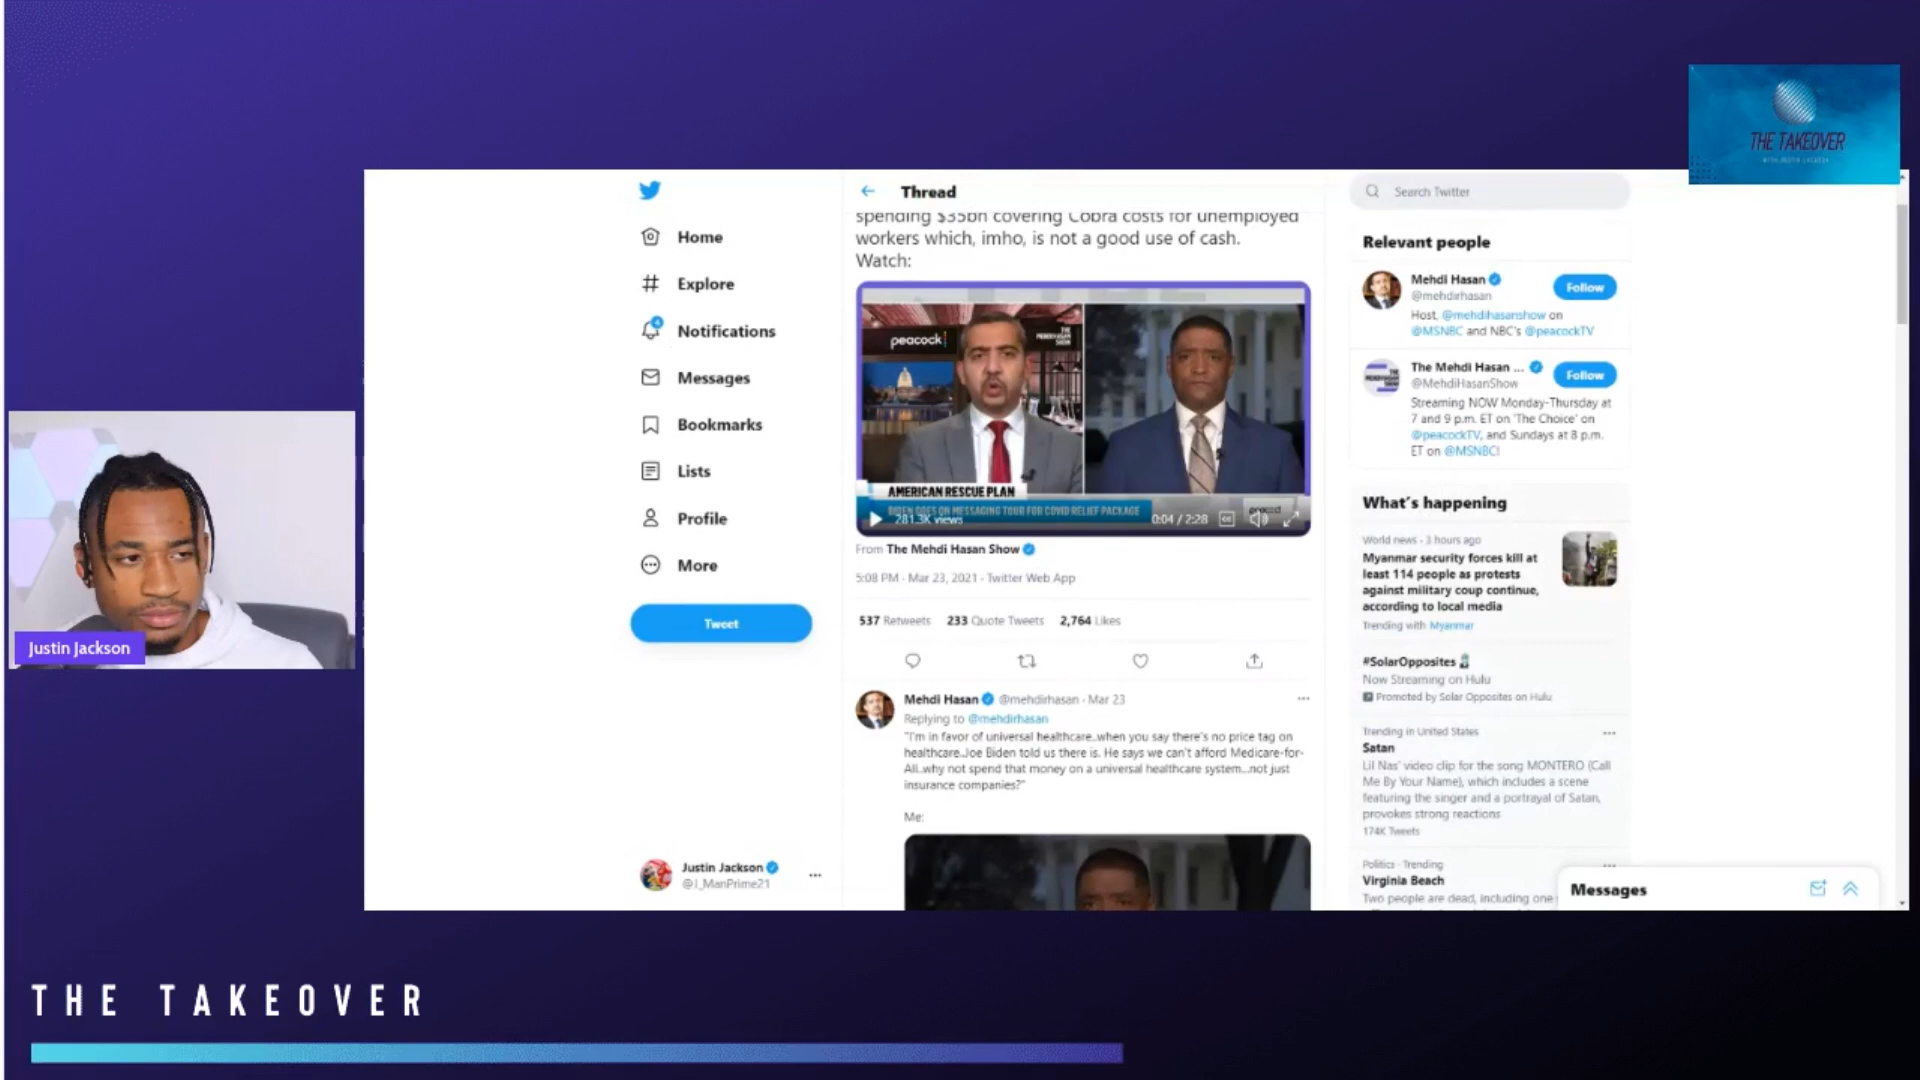 THE TAKEOVER
WITH JUSTIN JACKSON
Home
Explore
Notifications
Messages
Bookmarks
Lists
Profile
More
Tweet
Justin Jackson
@J_ManPrime21
Thread
spending $35bn covering Cobra costs for unemployed
workers which, imho, is not a good use of cash.
Watch:
peacock
THE MEHDI HASAN SHOW
AMERICAN RESCUE PLAN
BIDEN GOES ON MESSAGING TOUR FOR COVID RELIEF PACKAGE
281.3K views
0:04 / 2:28
From The Mehdi Hasan Show
5:08 PM · Mar 23, 2021 · Twitter Web App
537 Retweets 233 Quote Tweets 2,764 Likes
Mehdi Hasan @mehdirhasan · Mar 23
Replying to @mehdirhasan
"I'm in favor of universal healthcare..when you say there's no price tag on
healthcare..Joe Biden told us there is. He says we can't afford Medicare-for-
All..why not spend that money on a universal healthcare system...not just
insurance companies?"
Me:
Search Twitter
Relevant people
Mehdi Hasan
@mehdirhasan
Follow
Host, @mehdihasanshow on
@MSNBC and NBC's @peacockTV
The Mehdi Hasan ...
@MehdiHasanShow
Follow
Streaming NOW Monday-Thursday at
7 and 9 p.m. ET on 'The Choice' on
@peacockTV, and Sundays at 8 p.m.
ET on @MSNBC!
What's happening
World news · 3 hours ago
Myanmar security forces kill at
least 114 people as protests
against military coup continue,
according to local media
Trending with Myanmar
#SolarOpposites
Now Streaming on Hulu
Promoted by Solar Opposites on Hulu
Trending in United States
Satan
Lil Nas' video clip for the song MONTERO (Call
Me By Your Name), which includes a scene
featuring the singer and a portrayal of Satan,
provokes strong reactions
174K Tweets
Politics · Trending
Virginia Beach
Two people are dead, including one
Messages
Justin Jackson
THE TAKEOVER